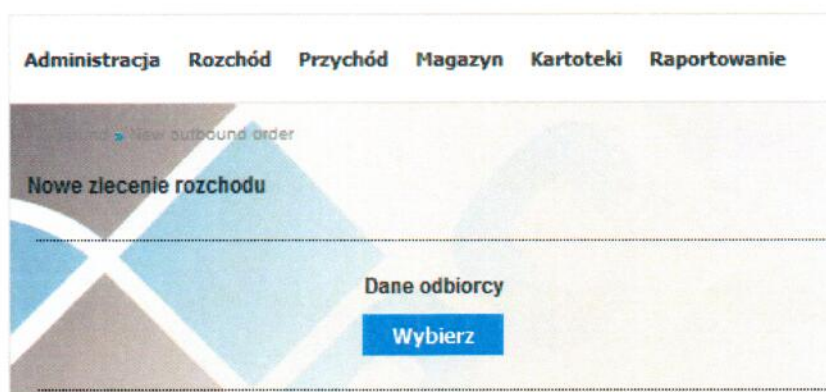 Administracja Rozchód Przychód Magazyn Kartoteki Raportowanie
» New outbound order
Nowe zlecenie rozchodu
Dane odbiorcy
Wybierz